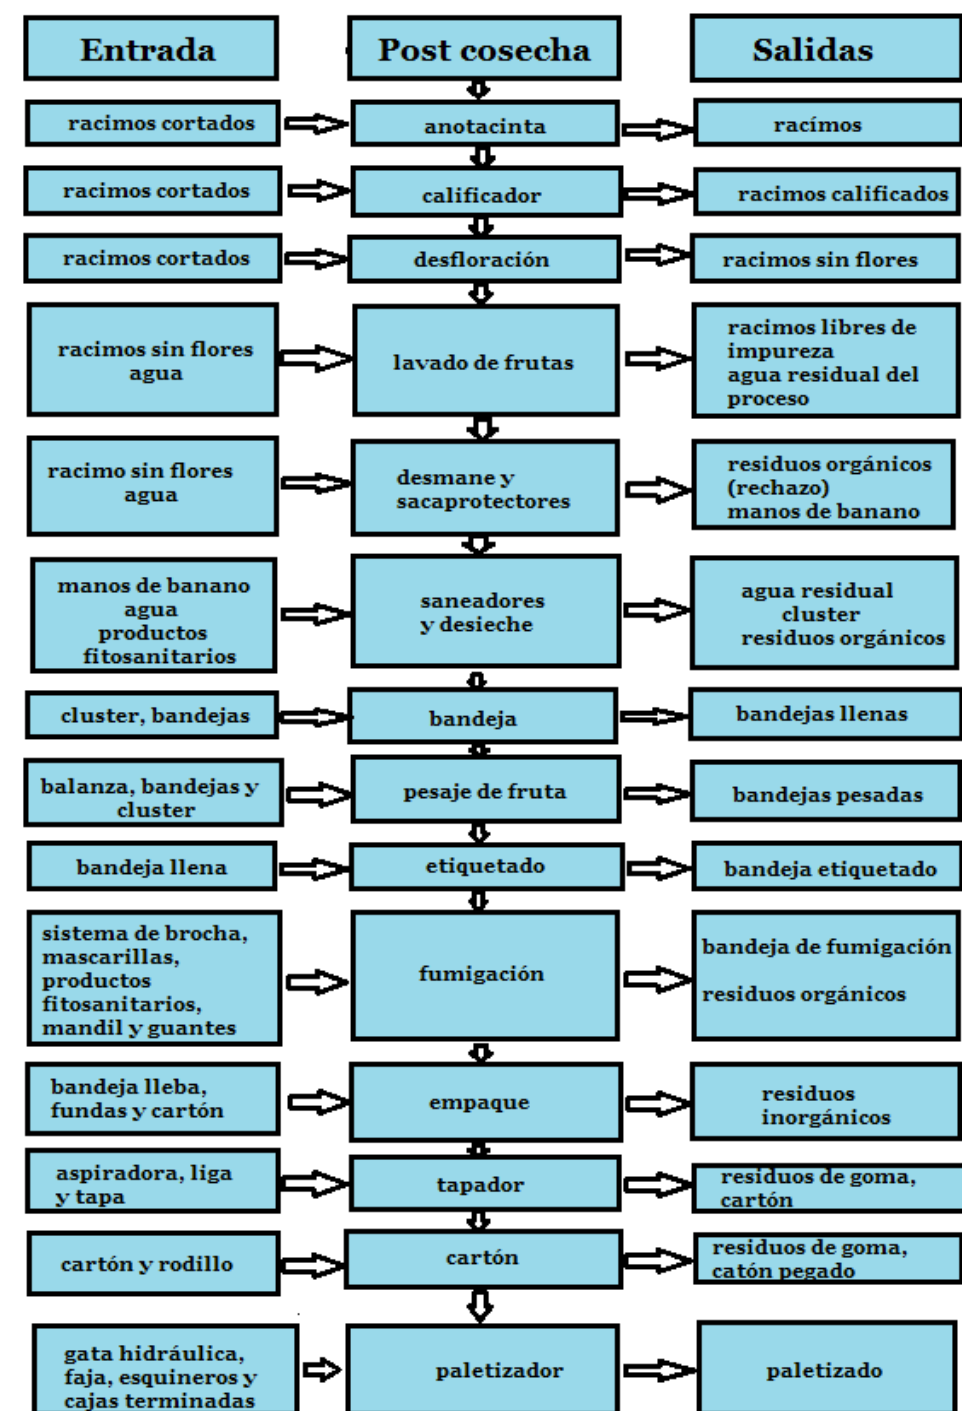 Entrada
Post cosecha
Salidas
racimos cortados
anotacinta
racímos
racimos cortados
calificador
racimos calificados
racimos cortados
desfloración
racimos sin flores
racimos sin flores
agua
lavado de frutas
racimos libres de
impureza
agua residual del
proceso
racimo sin flores
agua
desmane y
sacaprotectores
residuos orgánicos
(rechazo)
manos de banano
manos de banano
agua
productos
fitosanitarios
saneadores
y desieche
agua residual
cluster
residuos orgánicos
cluster, bandejas
bandeja
bandejas llenas
balanza, bandejas y
cluster
pesaje de fruta
bandejas pesadas
bandeja llena
etiquetado
bandeja etiquetado
sistema de brocha,
mascarillas,
productos
fitosanitarios,
mandil y guantes
fumigación
bandeja de fumigación
residuos orgánicos
bandeja lleba,
fundas y cartón
empaque
residuos
inorgánicos
aspiradora, liga
y tapa
tapador
residuos de goma,
cartón
cartón y rodillo
cartón
residuos de goma,
catón pegado
gata hidráulica,
faja, esquineros y
cajas terminadas
paletizador
paletizado